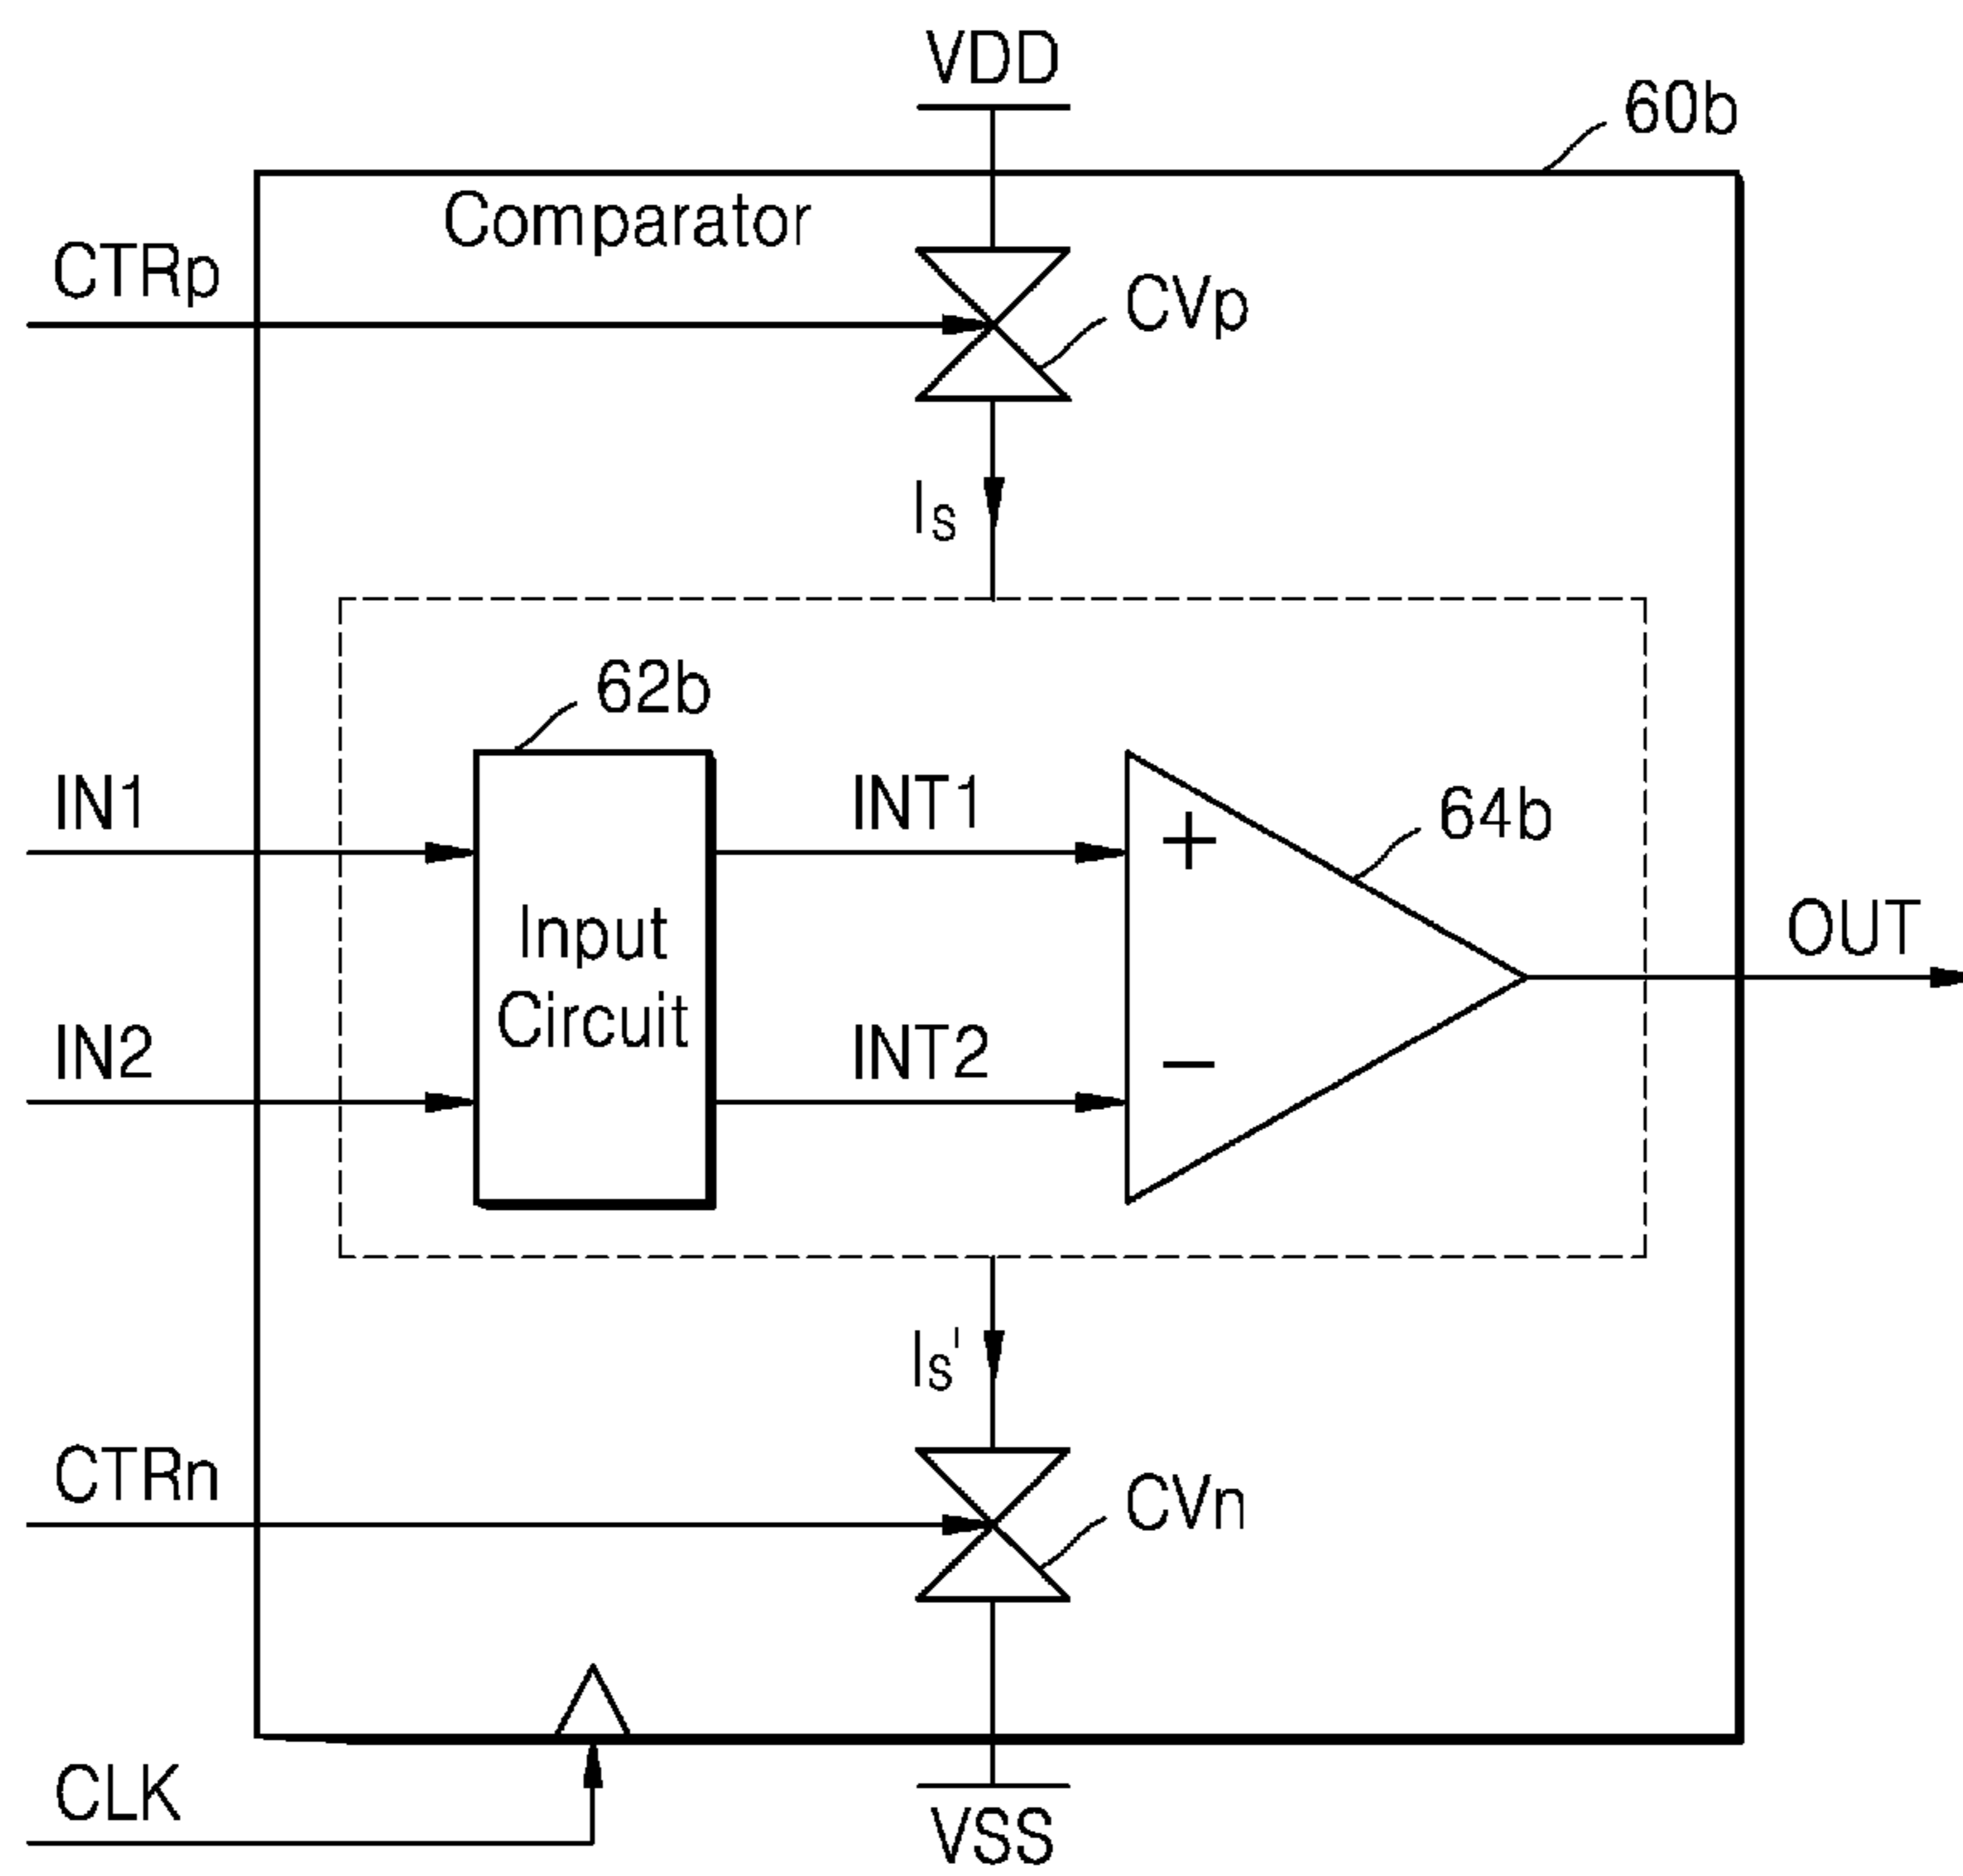 VDD
60b
Comparator
CTRp
CVp
Is
62b
IN1
INT1
+
64b
Input
Circuit
OUT
IN2
INT2
−
Is'
CTRn
CVn
CLK
VSS